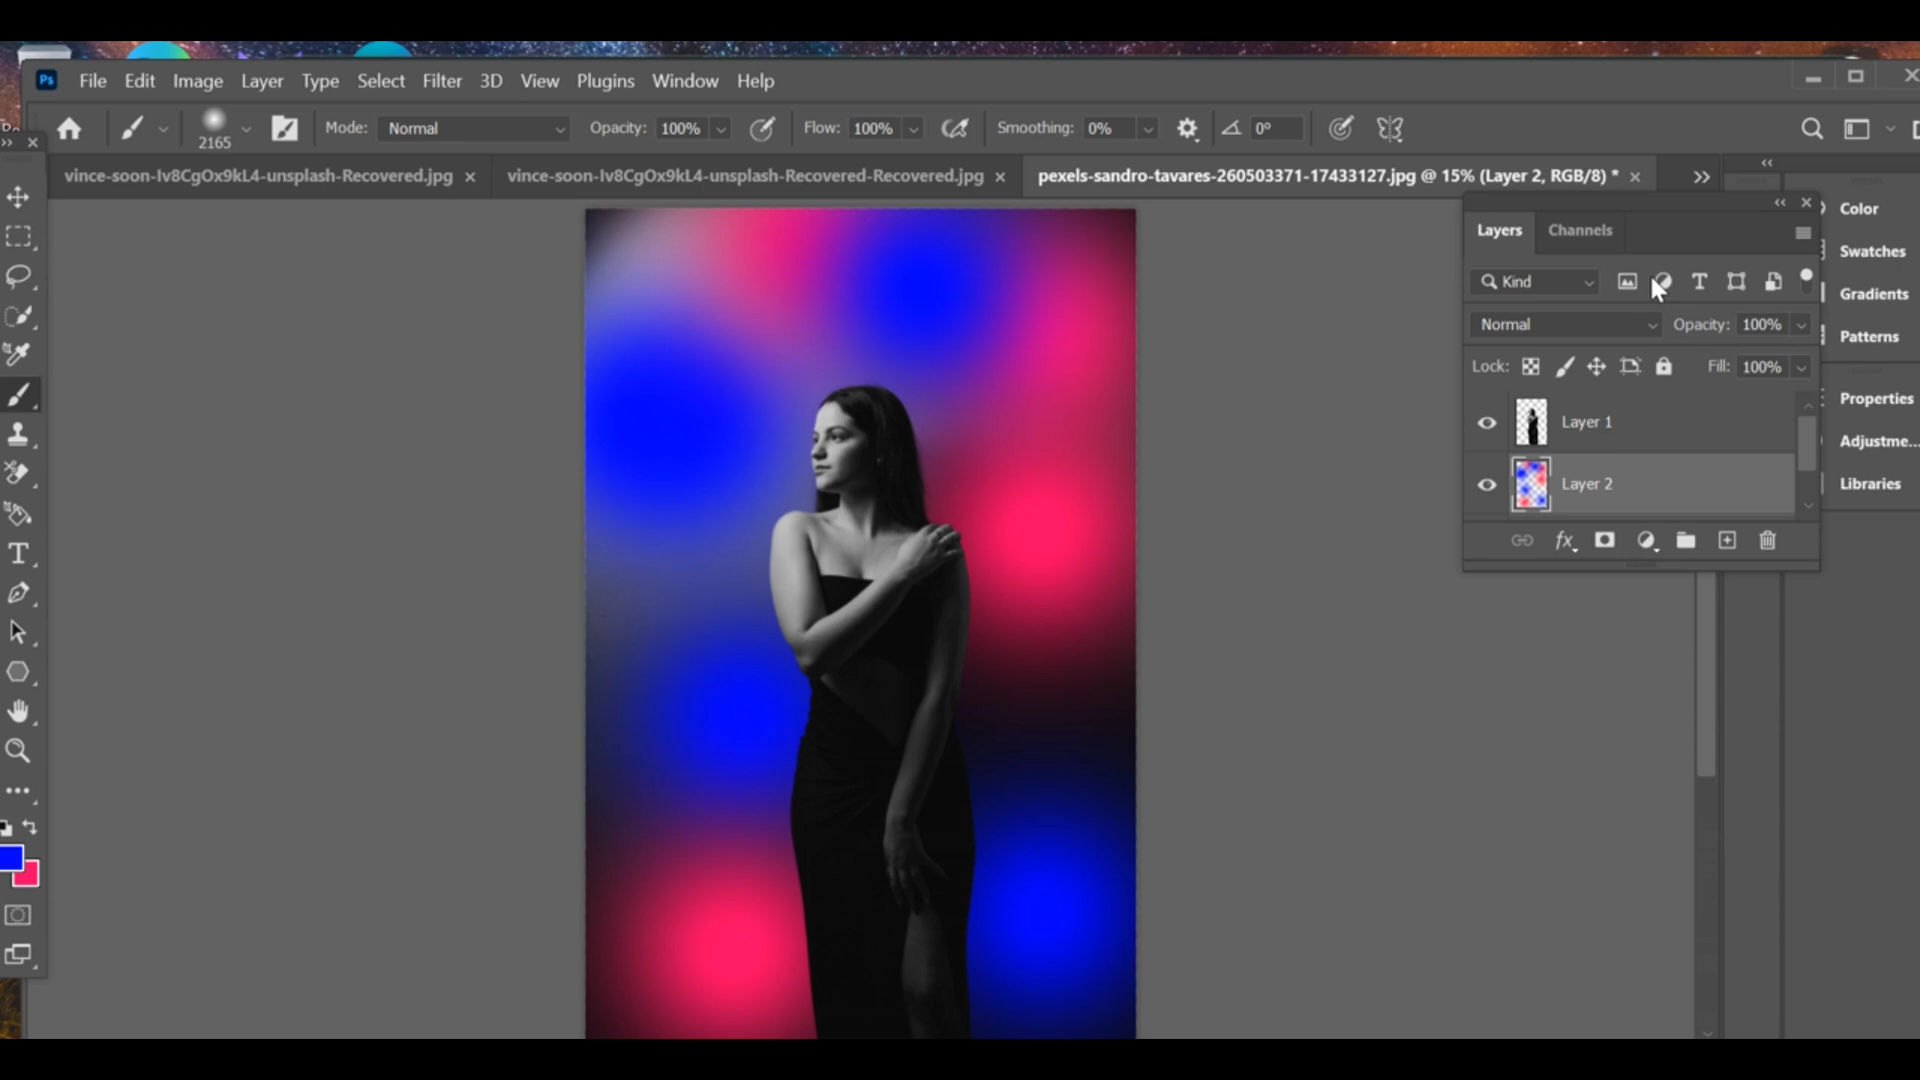 Ps File Edit Image Layer Type Select Filter 3D View Plugins Window Help
2165 Mode: Normal Opacity: 100% Flow: 100% Smoothing: 0% 0°
vince-soon-Iv8CgOx9kL4-unsplash-Recovered.jpg × vince-soon-Iv8CgOx9kL4-unsplash-Recovered-Recovered.jpg × pexels-sandro-tavares-260503371-17433127.jpg @ 15% (Layer 2, RGB/8) * ×
Layers Channels
Kind
Normal Opacity: 100%
Lock: Fill: 100%
Layer 1
Layer 2
fx
Color
Swatches
Gradients
Patterns
Properties
Adjustme...
Libraries